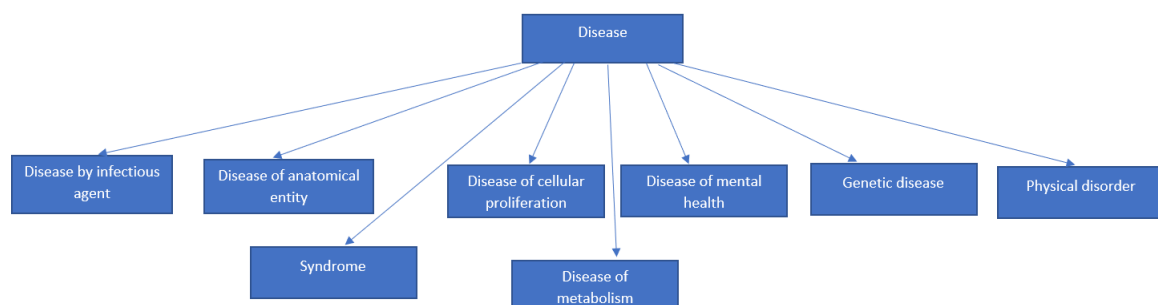 Disease
Disease by infectious
agent
Disease of anatomical
entity
Disease of cellular
proliferation
Disease of mental
health
Genetic disease
Physical disorder
Syndrome
Disease of
metabolism